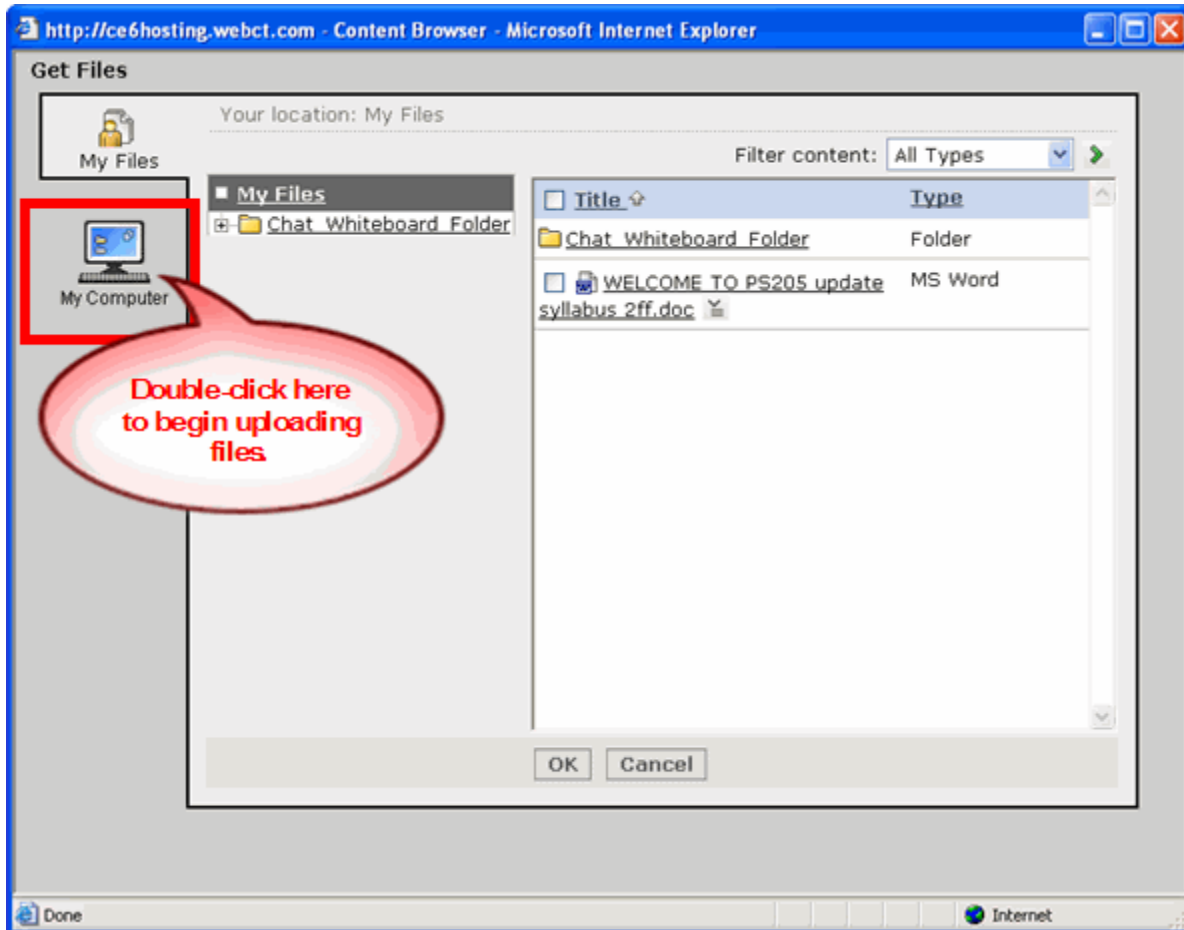 http://ce6hosting.webct.com - Content Browser - Microsoft Internet Explorer
Get Files
My Files
My Computer
Your location: My Files
Filter content: All Types
My Files
Chat_Whiteboard_Folder
Title Type
Chat_Whiteboard_Folder Folder
WELCOME TO PS205 update MS Word
syllabus 2ff.doc
Double-click here
to begin uploading
files.
OK Cancel
Done Internet